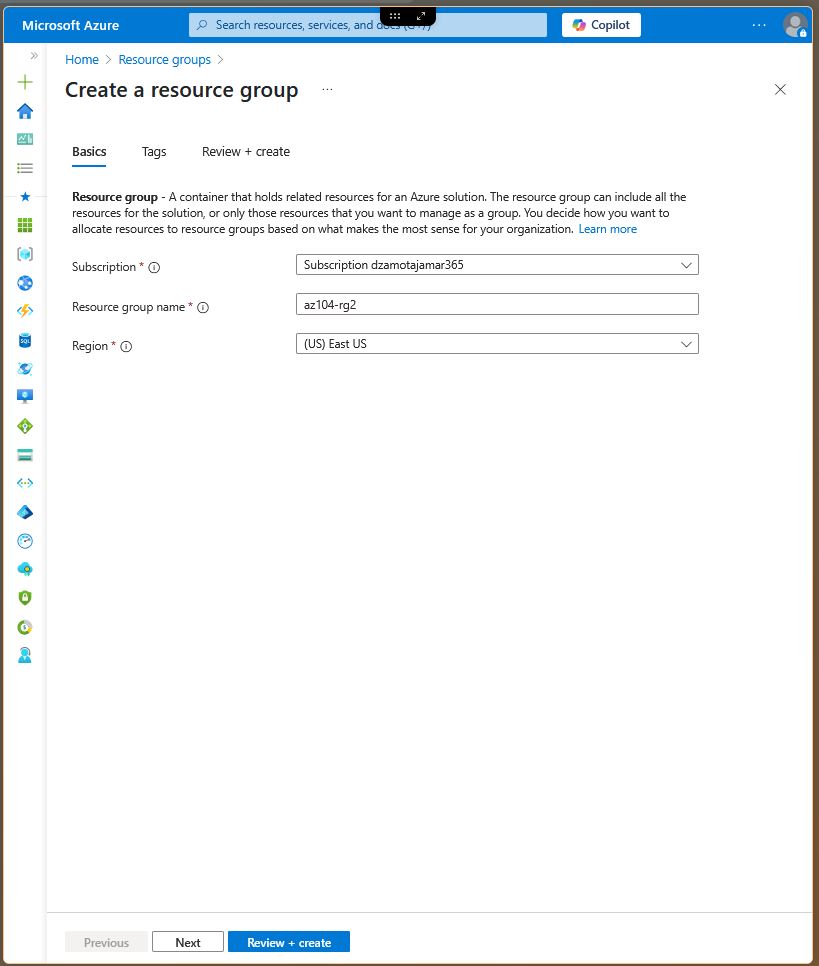 Microsoft Azure
Search resources, services, and docs (G+/)
Copilot
Home > Resource groups >
Create a resource group ...
Basics Tags Review + create
Resource group - A container that holds related resources for an Azure solution. The resource group can include all the
resources for the solution, or only those resources that you want to manage as a group. You decide how you want to
allocate resources to resource groups based on what makes the most sense for your organization. Learn more
Subscription * Subscription dzamotajamar365
Resource group name * az104-rg2
Region * (US) East US
SQL
Previous Next Review + create